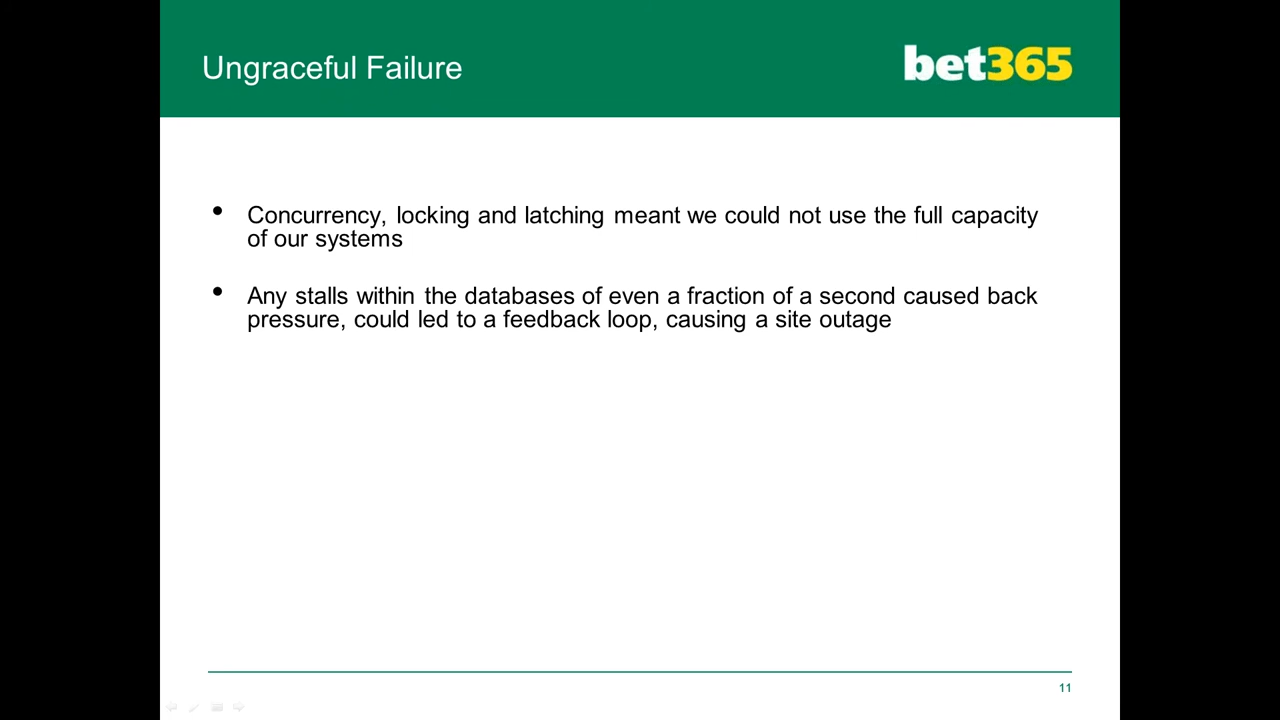 Ungraceful Failure
bet365
• Concurrency, locking and latching meant we could not use the full capacity
of our systems
• Any stalls within the databases of even a fraction of a second caused back
pressure, could led to a feedback loop, causing a site outage
11